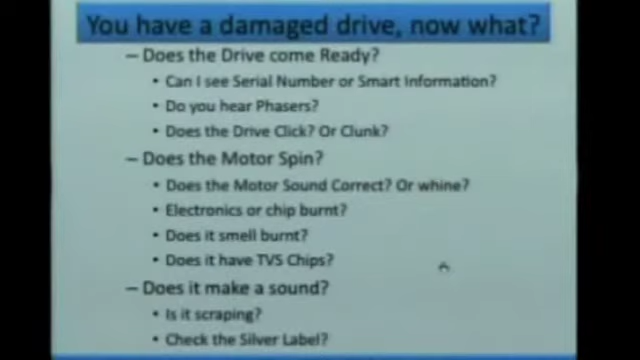 You have a damaged drive, now what?
– Does the Drive come Ready?
• Can I see Serial Number or Smart Information?
• Do you hear Phasers?
• Does the Drive Click? Or Clunk?
– Does the Motor Spin?
• Does the Motor Sound Correct? Or whine?
• Electronics or chip burnt?
• Does it smell burnt?
• Does it have TVS Chips?
– Does it make a sound?
• Is it scraping?
• Check the Silver Label?